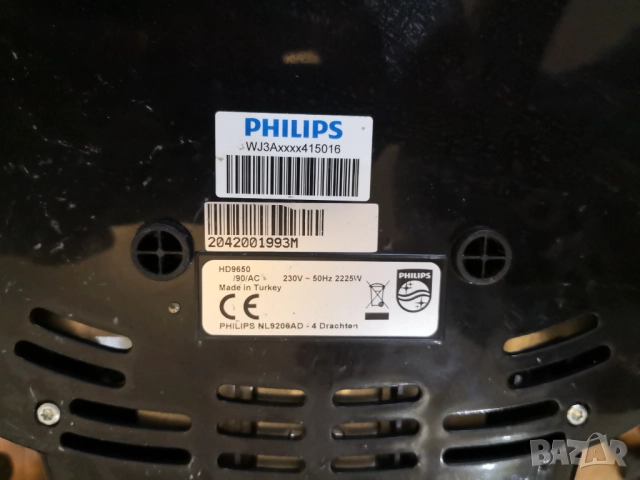 PHILIPS
WJ3Axxxx415016
2042001993M
HD9650
/90/AC 230V ~ 50Hz 2225W
Made in Turkey
PHILIPS
CE
PHILIPS NL9206AD - 4 Drachten
BAZAR